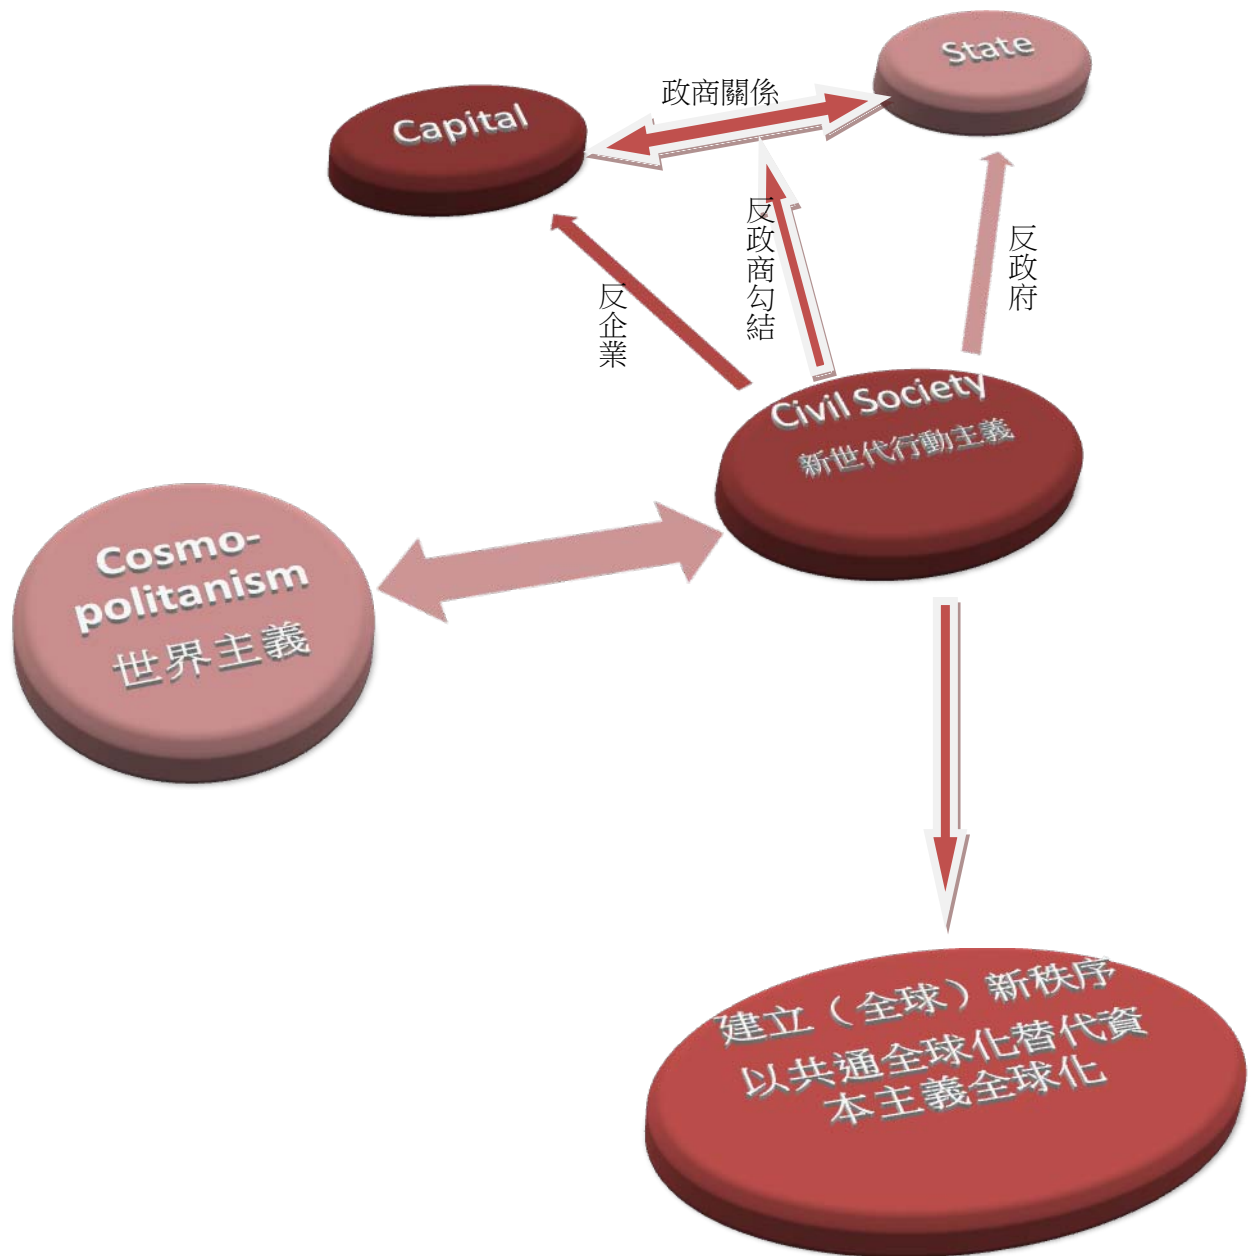 State
政商關係
Capital
反政商勾結
反政府
反企業
Civil Society
新世代行動主義
Cosmo-
politanism
世界主義
建立（全球）新秩序
以共通全球化替代資
本主義全球化